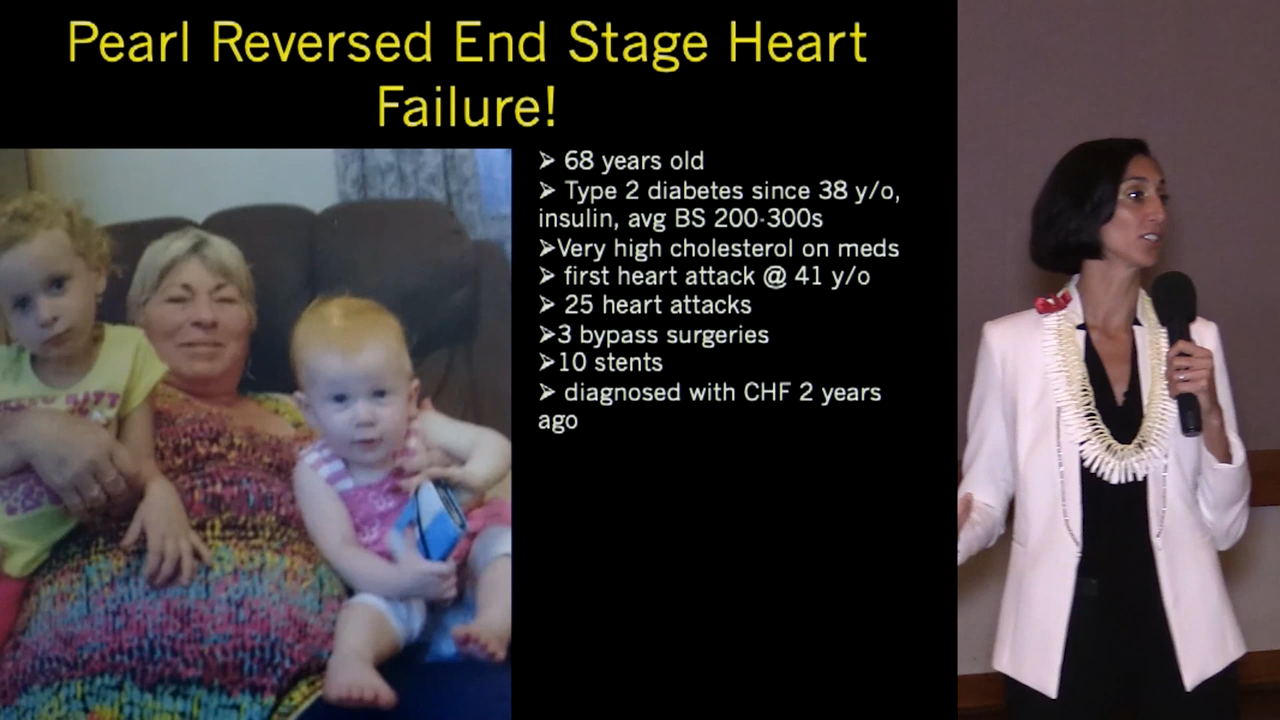 Pearl Reversed End Stage Heart
Failure!
➢ 68 years old
➢ Type 2 diabetes since 38 y/o,
insulin, avg BS 200-300s
➢Very high cholesterol on meds
➢ first heart attack @ 41 y/o
➢ 25 heart attacks
➢3 bypass surgeries
➢10 stents
➢ diagnosed with CHF 2 years
ago